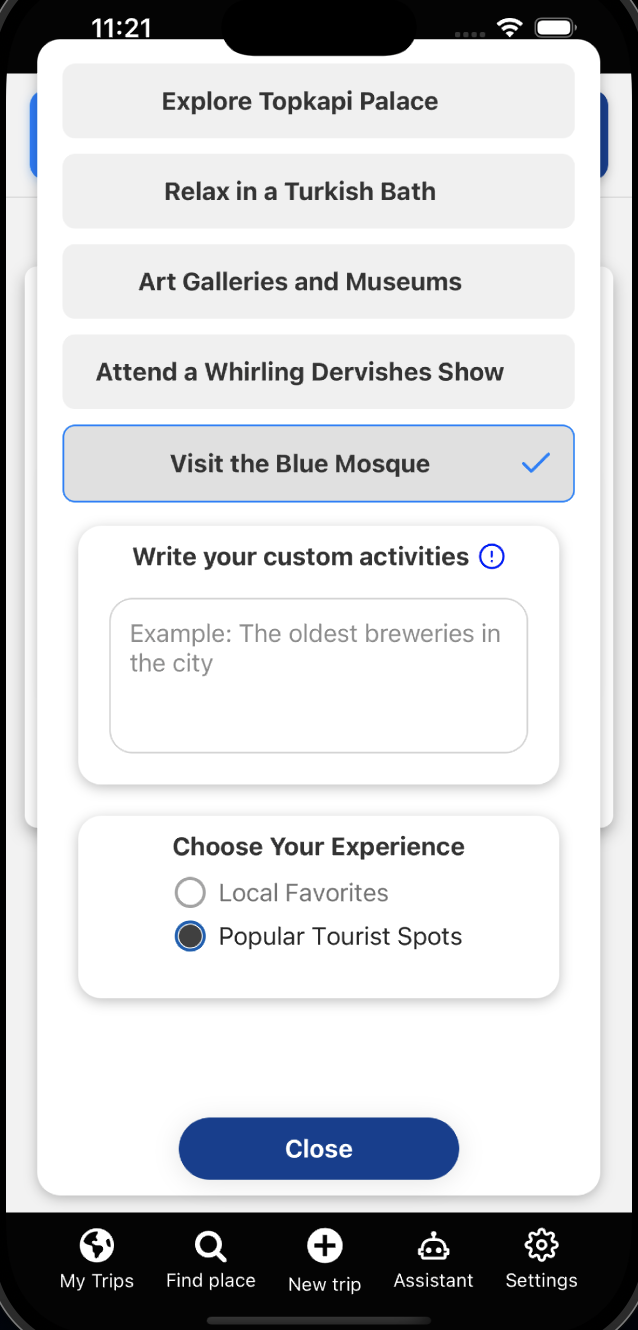 11:21
Explore Topkapi Palace
Relax in a Turkish Bath
Art Galleries and Museums
Attend a Whirling Dervishes Show
Visit the Blue Mosque
Write your custom activities
Example: The oldest breweries in
the city
Choose Your Experience
Local Favorites
Popular Tourist Spots
Close
My Trips
Find place
New trip
Assistant
Settings